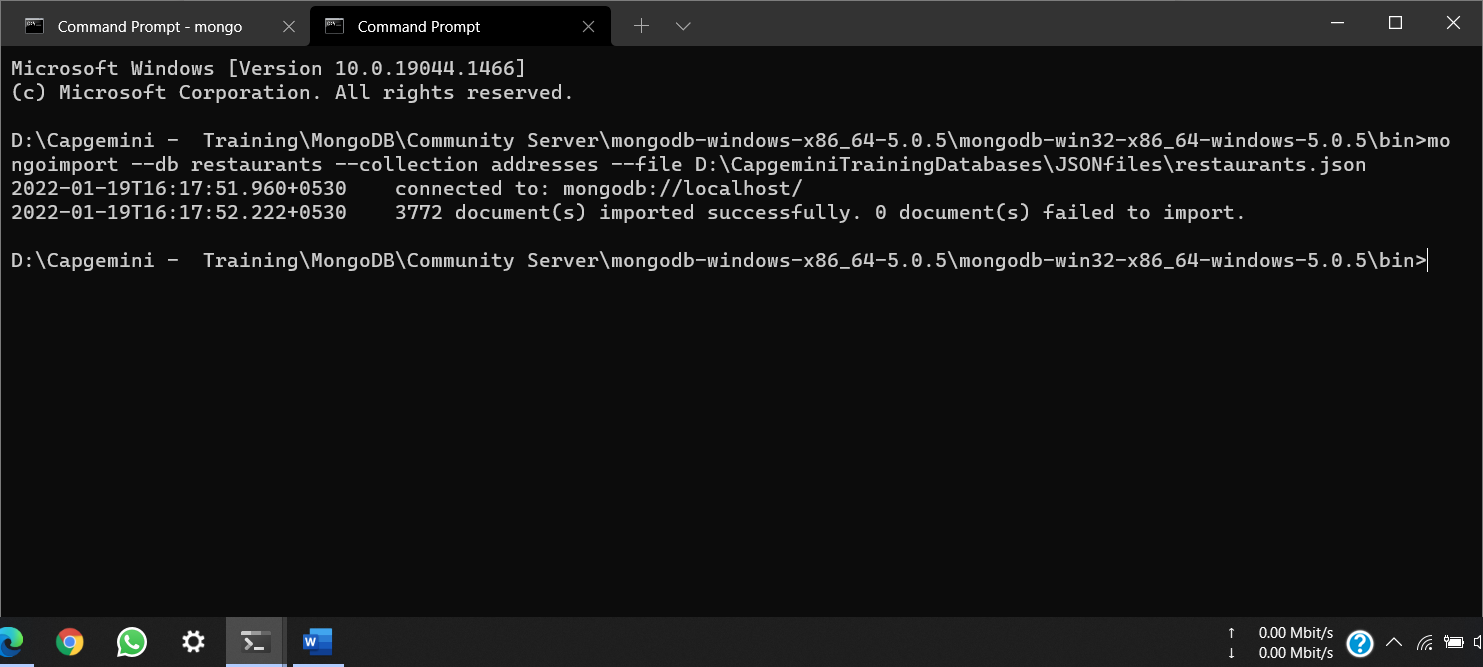 Command Prompt - mongo
Command Prompt
Microsoft Windows [Version 10.0.19044.1466]
(c) Microsoft Corporation. All rights reserved.
D:\Capgemini -  Training\MongoDB\Community Server\mongodb-windows-x86_64-5.0.5\mongodb-win32-x86_64-windows-5.0.5\bin>mo
ngoimport --db restaurants --collection addresses --file D:\CapgeminiTrainingDatabases\JSONfiles\restaurants.json
2022-01-19T16:17:51.960+0530    connected to: mongodb://localhost/
2022-01-19T16:17:52.222+0530    3772 document(s) imported successfully. 0 document(s) failed to import.
D:\Capgemini -  Training\MongoDB\Community Server\mongodb-windows-x86_64-5.0.5\mongodb-win32-x86_64-windows-5.0.5\bin>
W
↑ 0.00 Mbit/s
↓ 0.00 Mbit/s
?